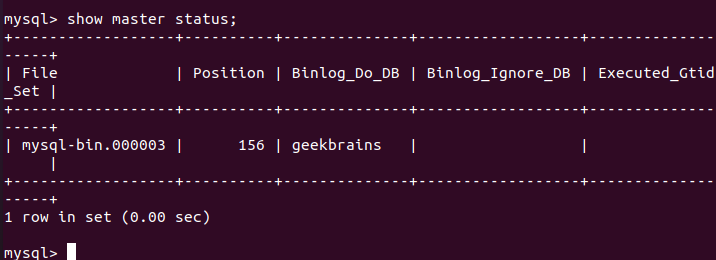 mysql> show master status;
+------------------+----------+--------------+------------------+--------------
-----+
| File             | Position | Binlog_Do_DB | Binlog_Ignore_DB | Executed_Gtid
_Set |
+------------------+----------+--------------+------------------+--------------
-----+
| mysql-bin.000003 |      156 | geekbrains   |                  |
     |
+------------------+----------+--------------+------------------+--------------
-----+
1 row in set (0.00 sec)
mysql>